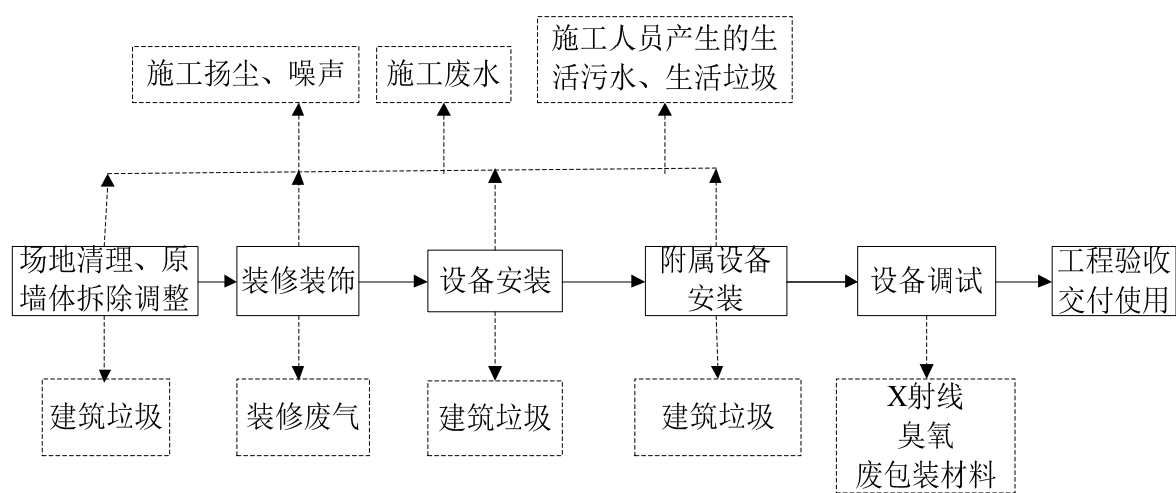 施工扬尘、噪声
施工废水
施工人员产生的生
活污水、生活垃圾
场地清理、原
墙体拆除调整
装修装饰
设备安装
附属设备
安装
设备调试
工程验收
交付使用
建筑垃圾
装修废气
建筑垃圾
建筑垃圾
X射线
臭氧
废包装材料